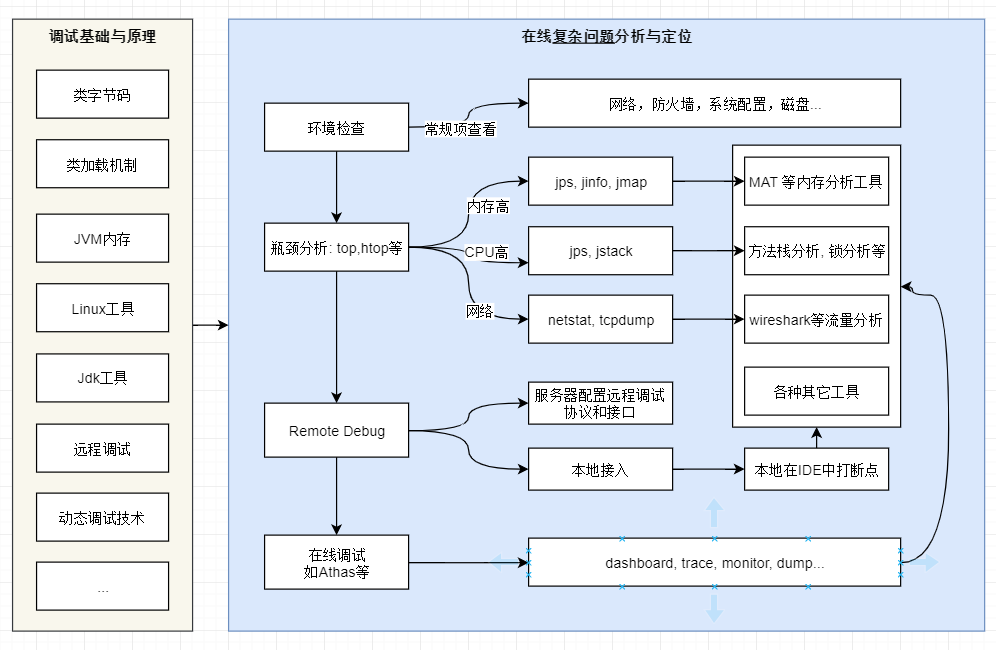 调试基础与原理
类字节码
类加载机制
JVM内存
Linux工具
Jdk工具
远程调试
动态调试技术
...
在线复杂问题分析与定位
环境检查
常规项查看
网络，防火墙，系统配置，磁盘...
瓶颈分析: top,htop等
内存高
jps, jinfo, jmap
MAT 等内存分析工具
CPU高
jps, jstack
方法栈分析, 锁分析等
网络
netstat, tcpdump
wireshark等流量分析
各种其它工具
Remote Debug
服务器配置远程调试
协议和接口
本地接入
本地在IDE中打断点
在线调试
如Athas等
dashboard, trace, monitor, dump...